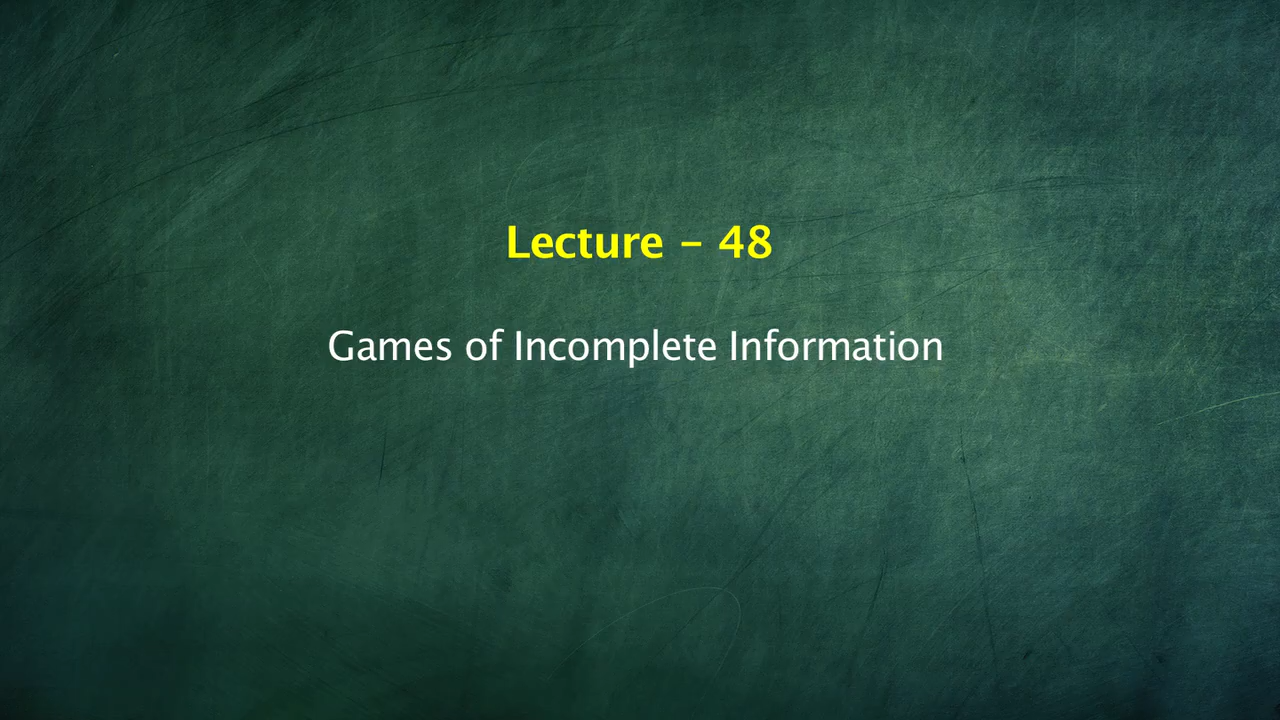 Lecture – 48
Games of Incomplete Information